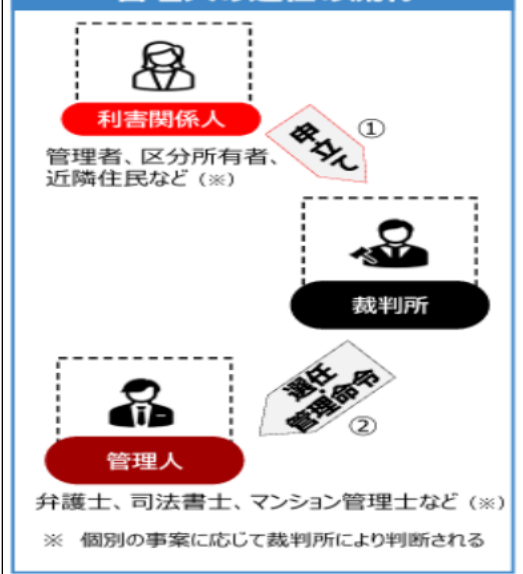 利害関係人
申立て
①
管理者、区分所有者、
近隣住民など（※）
裁判所
選任・
管理命令
②
管理人
弁護士、司法書士、マンション管理士など（※）
※　個別の事案に応じて裁判所により判断される